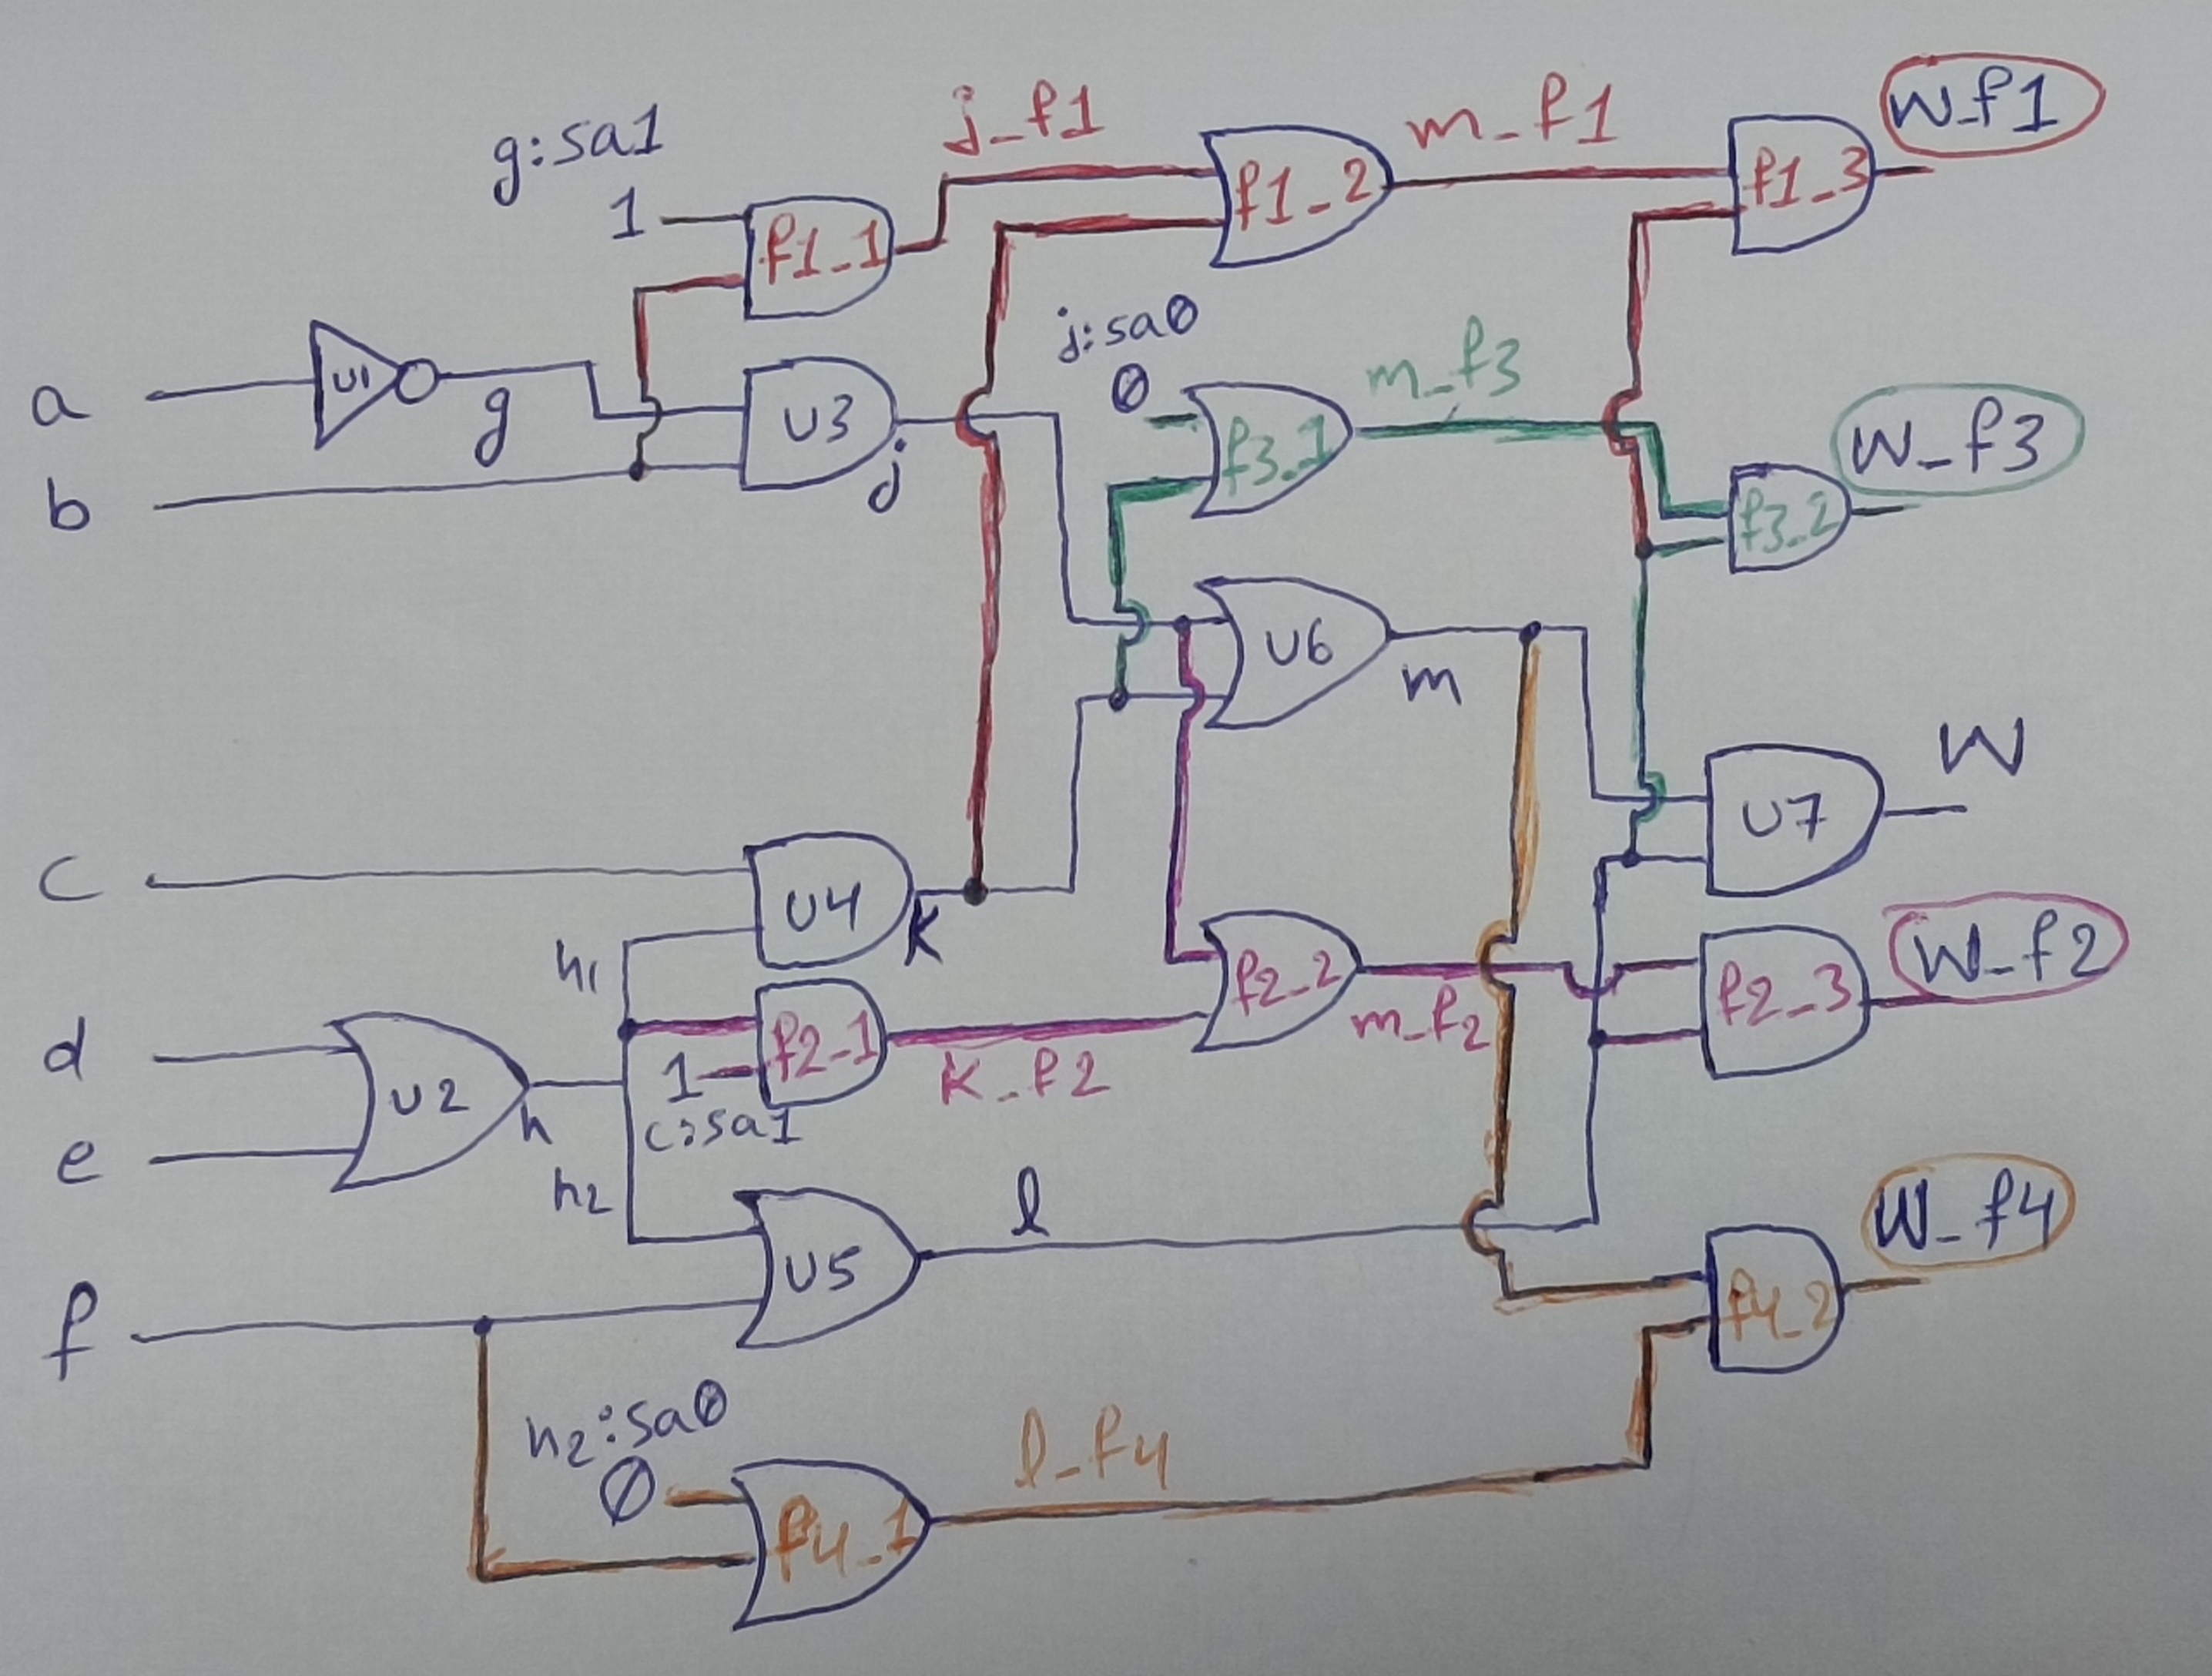 g:sa1
1
j_f1
f1_1
f1_2
m_f1
f1_3
W_f1
a
U1
g
b
U3
j
j:sa0
0
f3_1
m_f3
f3_2
W_f3
U6
m
U7
W
c
U4
K
h1
d
e
U2
h
f2_1
1
c:sa1
K_f2
f2_2
m_f2
f2_3
W_f2
h2
f
U5
l
h2:sa0
0
f4_1
l_f4
f4_2
W_f4